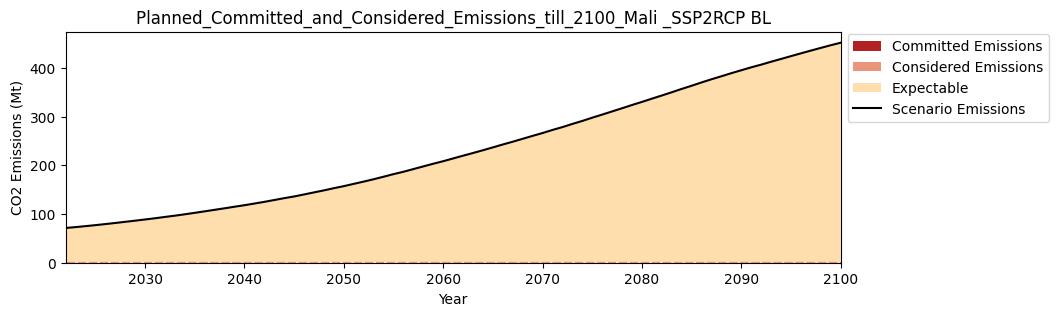 Planned_Committed_and_Considered_Emissions_till_2100_Mali _SSP2RCP BL
CO2 Emissions (Mt)
400
300
200
100
0
2030 2040 2050 2060 2070 2080 2090 2100
Year
Committed Emissions
Considered Emissions
Expectable
Scenario Emissions